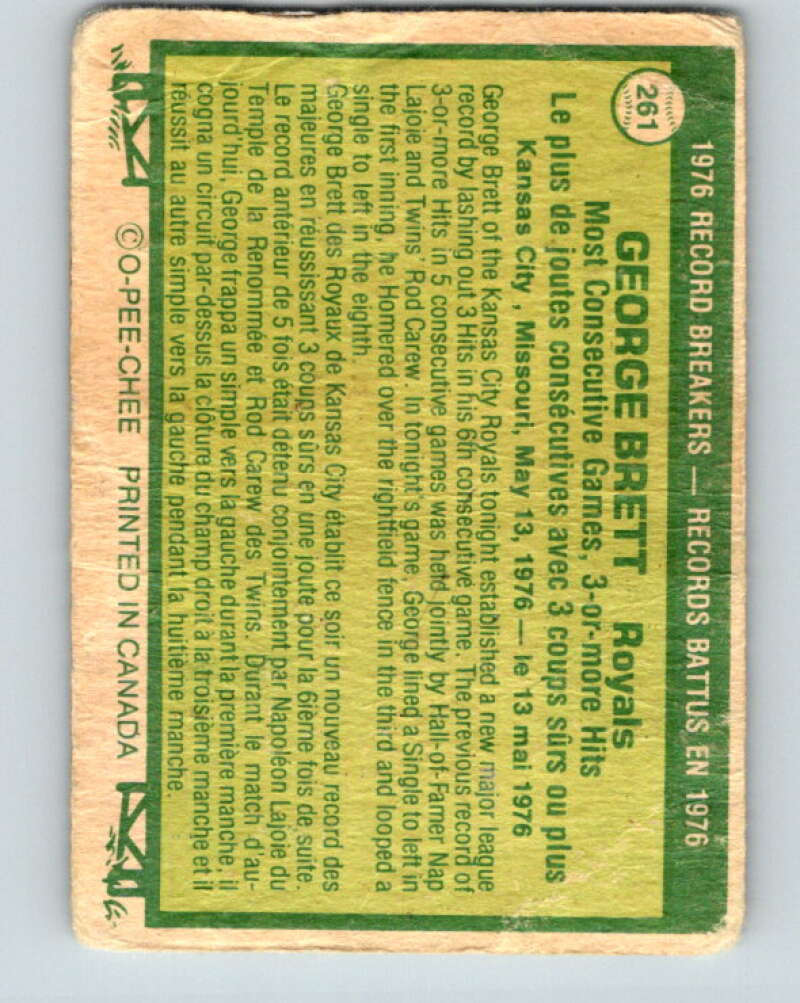 261
1976 RECORD BREAKERS — RECORDS BATTUS EN 1976
GEORGE BRETT Royals
Most Consecutive Games, 3-or-more Hits
Le plus de joutes consécutives avec 3 coups sûrs ou plus
Kansas City, Missouri, May 13, 1976 — le 13 mai 1976
George Brett of the Kansas City Royals tonight established a new major league
record by lashing out 3 Hits in his 6th consecutive game. The previous record of
3-or-more Hits in 5 consecutive games was held jointly by Hall-of-Famer Nap
Lajoie and Twins' Rod Carew. In tonight's game, George lined a Single to left in
the first inning, he Homered over the rightfield fence in the third and looped a
single to left in the eighth.
George Brett des Royaux de Kansas City établit ce soir un nouveau record des
majeures en réussissant 3 coups sûrs en une joute pour la 6ième fois de suite.
Le record antérieur de 5 fois était détenu conjointement par Napoléon Lajoie du
Temple de la Renommée et Rod Carew des Twins. Durant le match d'au-
jourd'hui, George frappa un simple vers la gauche durant la première manche, il
cogna un circuit par-dessus la clôture du champ droit à la troisième manche et il
réussit au autre simple vers la gauche pendant la huitième manche.
©O-PEE-CHEE PRINTED IN CANADA